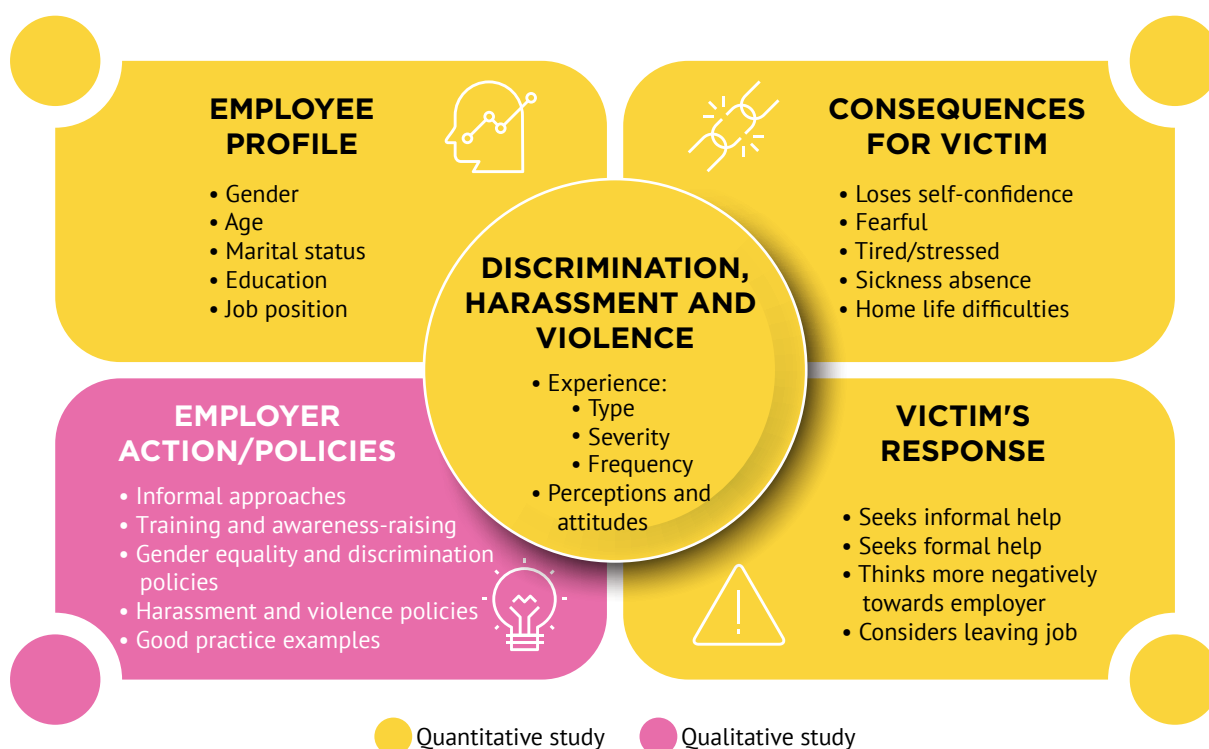 EMPLOYEE
PROFILE
• Gender
• Age
• Marital status
• Education
• Job position
CONSEQUENCES
FOR VICTIM
• Loses self-confidence
• Fearful
• Tired/stressed
• Sickness absence
• Home life difficulties
DISCRIMINATION,
HARASSMENT AND
VIOLENCE
• Experience:
• Type
• Severity
• Frequency
• Perceptions and
attitudes
EMPLOYER
ACTION/POLICIES
• Informal approaches
• Training and awareness-raising
• Gender equality and discrimination
policies
• Harassment and violence policies
• Good practice examples
VICTIM'S
RESPONSE
• Seeks informal help
• Seeks formal help
• Thinks more negatively
towards employer
• Considers leaving job
Quantitative study
Qualitative study